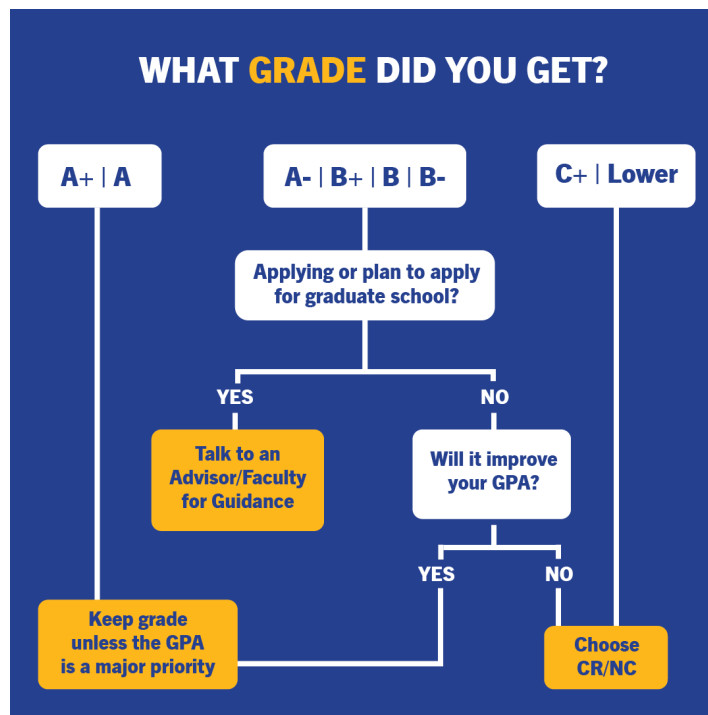 WHAT GRADE DID YOU GET?
A+ | A
A- | B+ | B | B-
C+ | Lower
Applying or plan to apply
for graduate school?
YES
NO
Talk to an
Advisor/Faculty
for Guidance
Will it improve
your GPA?
YES
NO
Keep grade
unless the GPA
is a major priority
Choose
CR/NC